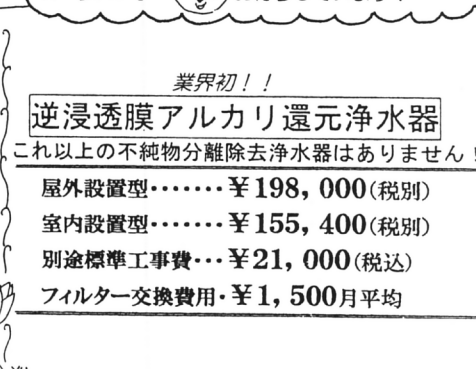 業界初！！
逆浸透膜アルカリ還元浄水器
これ以上の不純物分離除去浄水器はありません！
屋外設置型‥‥‥・￥198，000(税別)
室内設置型‥‥‥・￥155，400(税別)
別途標準工事費‥・￥21，000(税込)
フィルター交換費用・￥1，500月平均